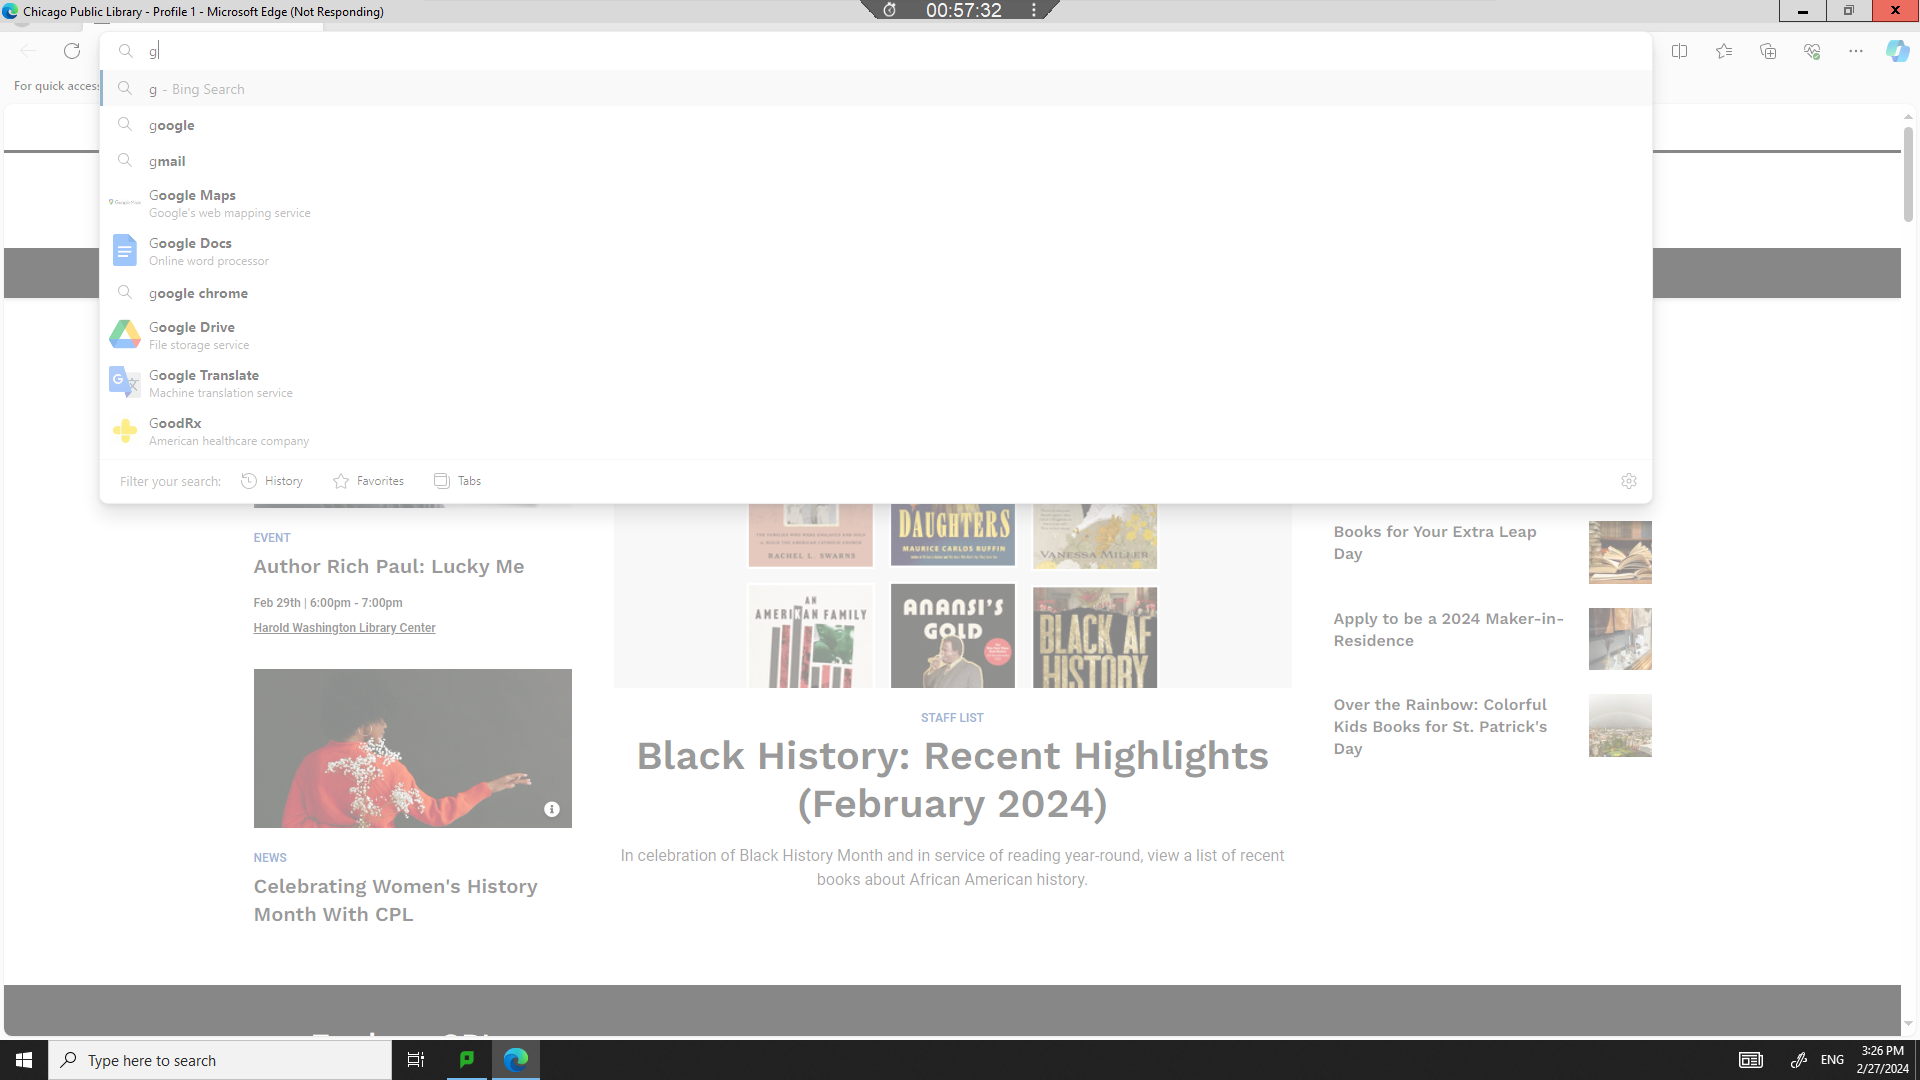 Chicago Public Library - Profile 1 - Microsoft Edge (Not Responding)
00:57:32
g
For quick access
g - Bing Search
google
gmail
Google Maps
Google's web mapping service
Google Docs
Online word processor
google chrome
Google Drive
File storage service
Google Translate
Machine translation service
GoodRx
American healthcare company
Filter your search:
History
Favorites
Tabs
EVENT
Author Rich Paul: Lucky Me
Feb 29th | 6:00pm - 7:00pm
Harold Washington Library Center
NEWS
Celebrating Women's History
Month With CPL
RACHEL L. SWARNS
DAUGHTERS
MAURICE CARLOS RUFFIN
VANESSA MILLER
AN
AMERIKAN FAMILY
ANANSI'S
GOLD
BLACK AF
HISTORY
STAFF LIST
Black History: Recent Highlights
(February 2024)
In celebration of Black History Month and in service of reading year-round, view a list of recent
books about African American history.
Books for Your Extra Leap
Day
Apply to be a 2024 Maker-in-
Residence
Over the Rainbow: Colorful
Kids Books for St. Patrick's
Day
Type here to search
ENG
3:26 PM
2/27/2024